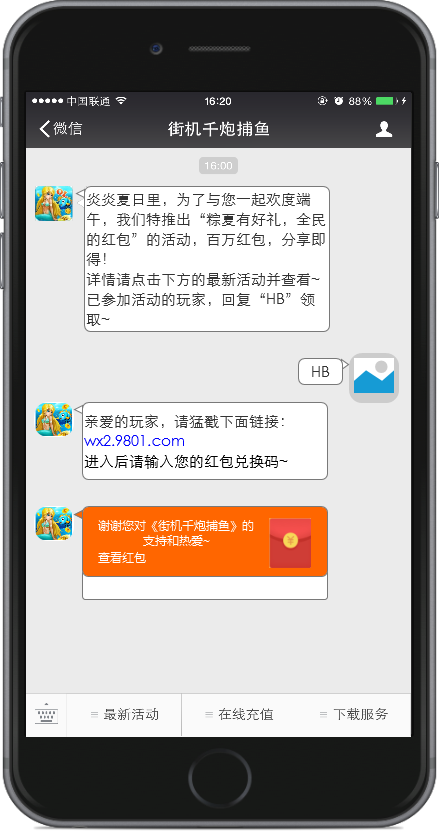 中国联通 16:20 88%
微信 街机千炮捕鱼
16:00
炎炎夏日里，为了与您一起欢度端
午，我们特推出“粽夏有好礼，全民
的红包”的活动，百万红包，分享即
得！
详情请点击下方的最新活动并查看~
已参加活动的玩家，回复“HB”领
取~
HB
亲爱的玩家，请猛戳下面链接：
wx2.9801.com
进入后请输入您的红包兑换码~
谢谢您对《街机千炮捕鱼》的
支持和热爱~
查看红包
最新活动 在线充值 下载服务